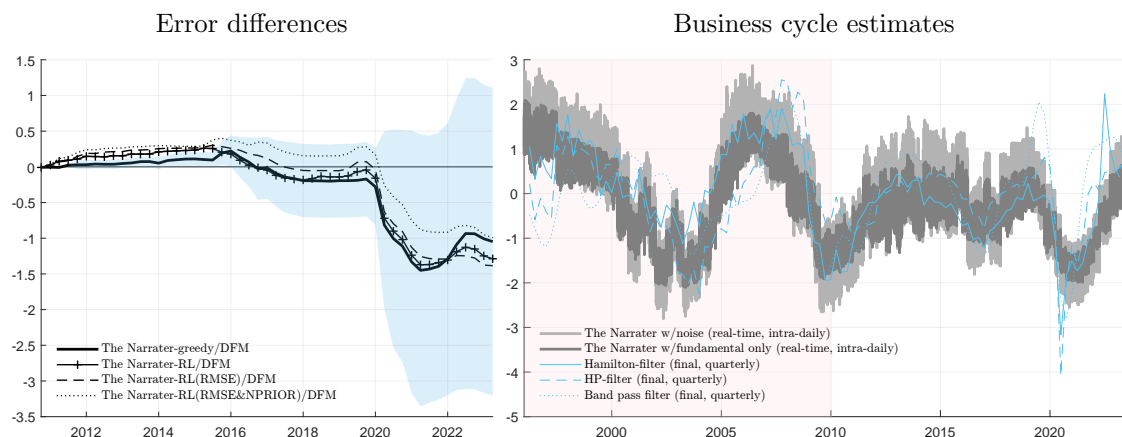 Error differences
1.5
1
0.5
0
-0.5
-1
-1.5
-2
-2.5
-3
-3.5
The Narrater-greedy/DFM
The Narrater-RL/DFM
The Narrater-RL(RMSE)/DFM
The Narrater-RL(RMSE&NPRIOR)/DFM
2012 2014 2016 2018 2020 2022
Business cycle estimates
3
2
1
0
-1
-2
-3
-4
-5
The Narrater w/noise (real-time, intra-daily)
The Narrater w/fundamental only (real-time, intra-daily)
Hamilton-filter (final, quarterly)
HP-filter (final, quarterly)
Band pass filter (final, quarterly)
2000 2005 2010 2015 2020